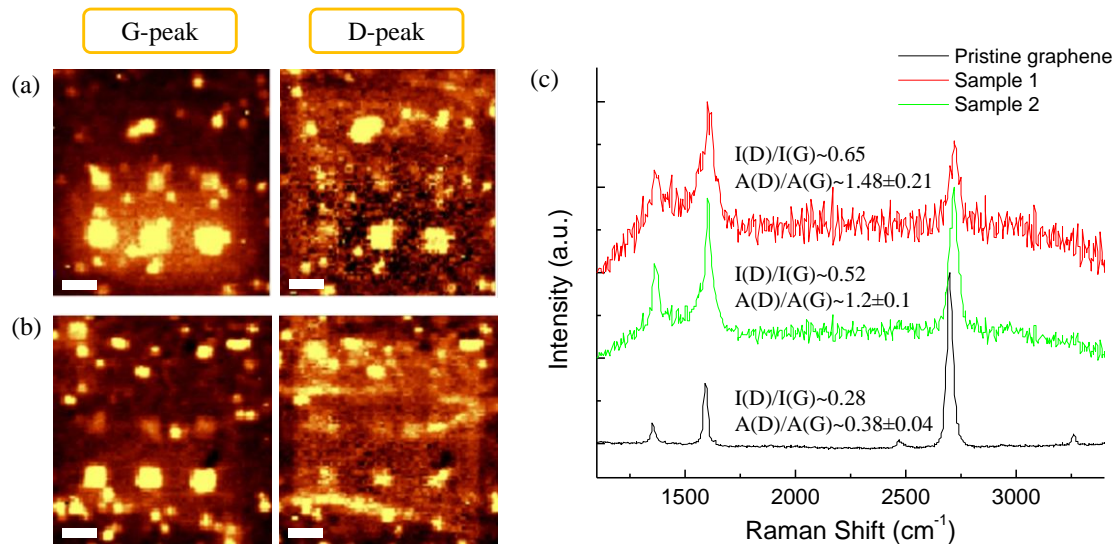 G-peak
D-peak
(a)
(b)
(c)
Pristine graphene
Sample 1
Sample 2
I(D)/I(G)~0.65
A(D)/A(G)~1.48±0.21
I(D)/I(G)~0.52
A(D)/A(G)~1.2±0.1
I(D)/I(G)~0.28
A(D)/A(G)~0.38±0.04
Intensity (a.u.)
1500 2000 2500 3000
Raman Shift (cm⁻¹)